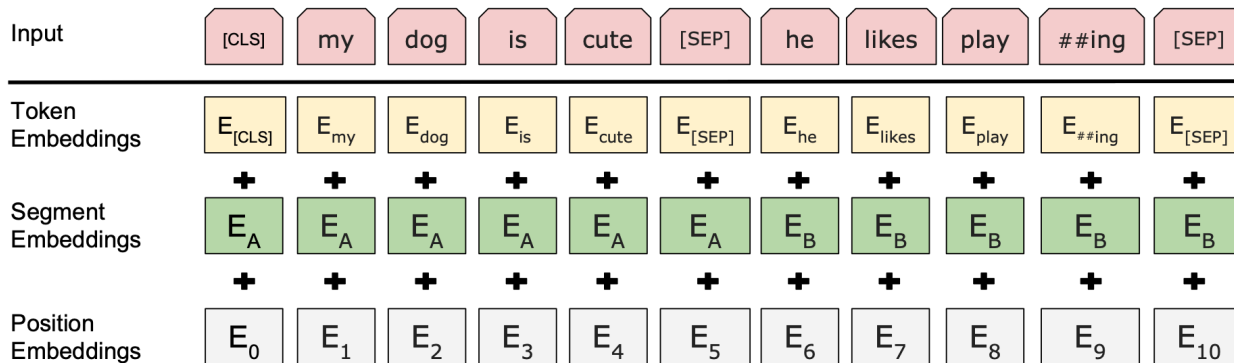 Input [CLS] my dog is cute [SEP] he likes play ##ing [SEP]
Token
Embeddings E[CLS] Emy Edog Eis Ecute E[SEP] Ehe Elikes Eplay E##ing E[SEP]
+ + + + + + + + + + +
Segment
Embeddings EA EA EA EA EA EA EB EB EB EB EB
+ + + + + + + + + + +
Position
Embeddings E0 E1 E2 E3 E4 E5 E6 E7 E8 E9 E10